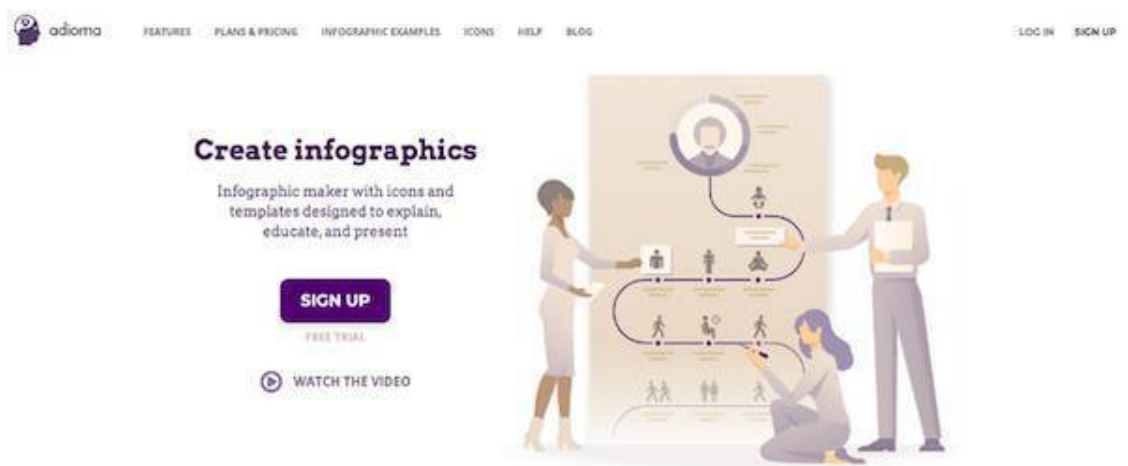 adioma
FEATURES PLANS & PRICING INFOGRAPHIC EXAMPLES ICONS HELP BLOG LOG IN SIGN UP
Create infographics
Infographic maker with icons and
templates designed to explain,
educate, and present
SIGN UP
FREE TRIAL
WATCH THE VIDEO